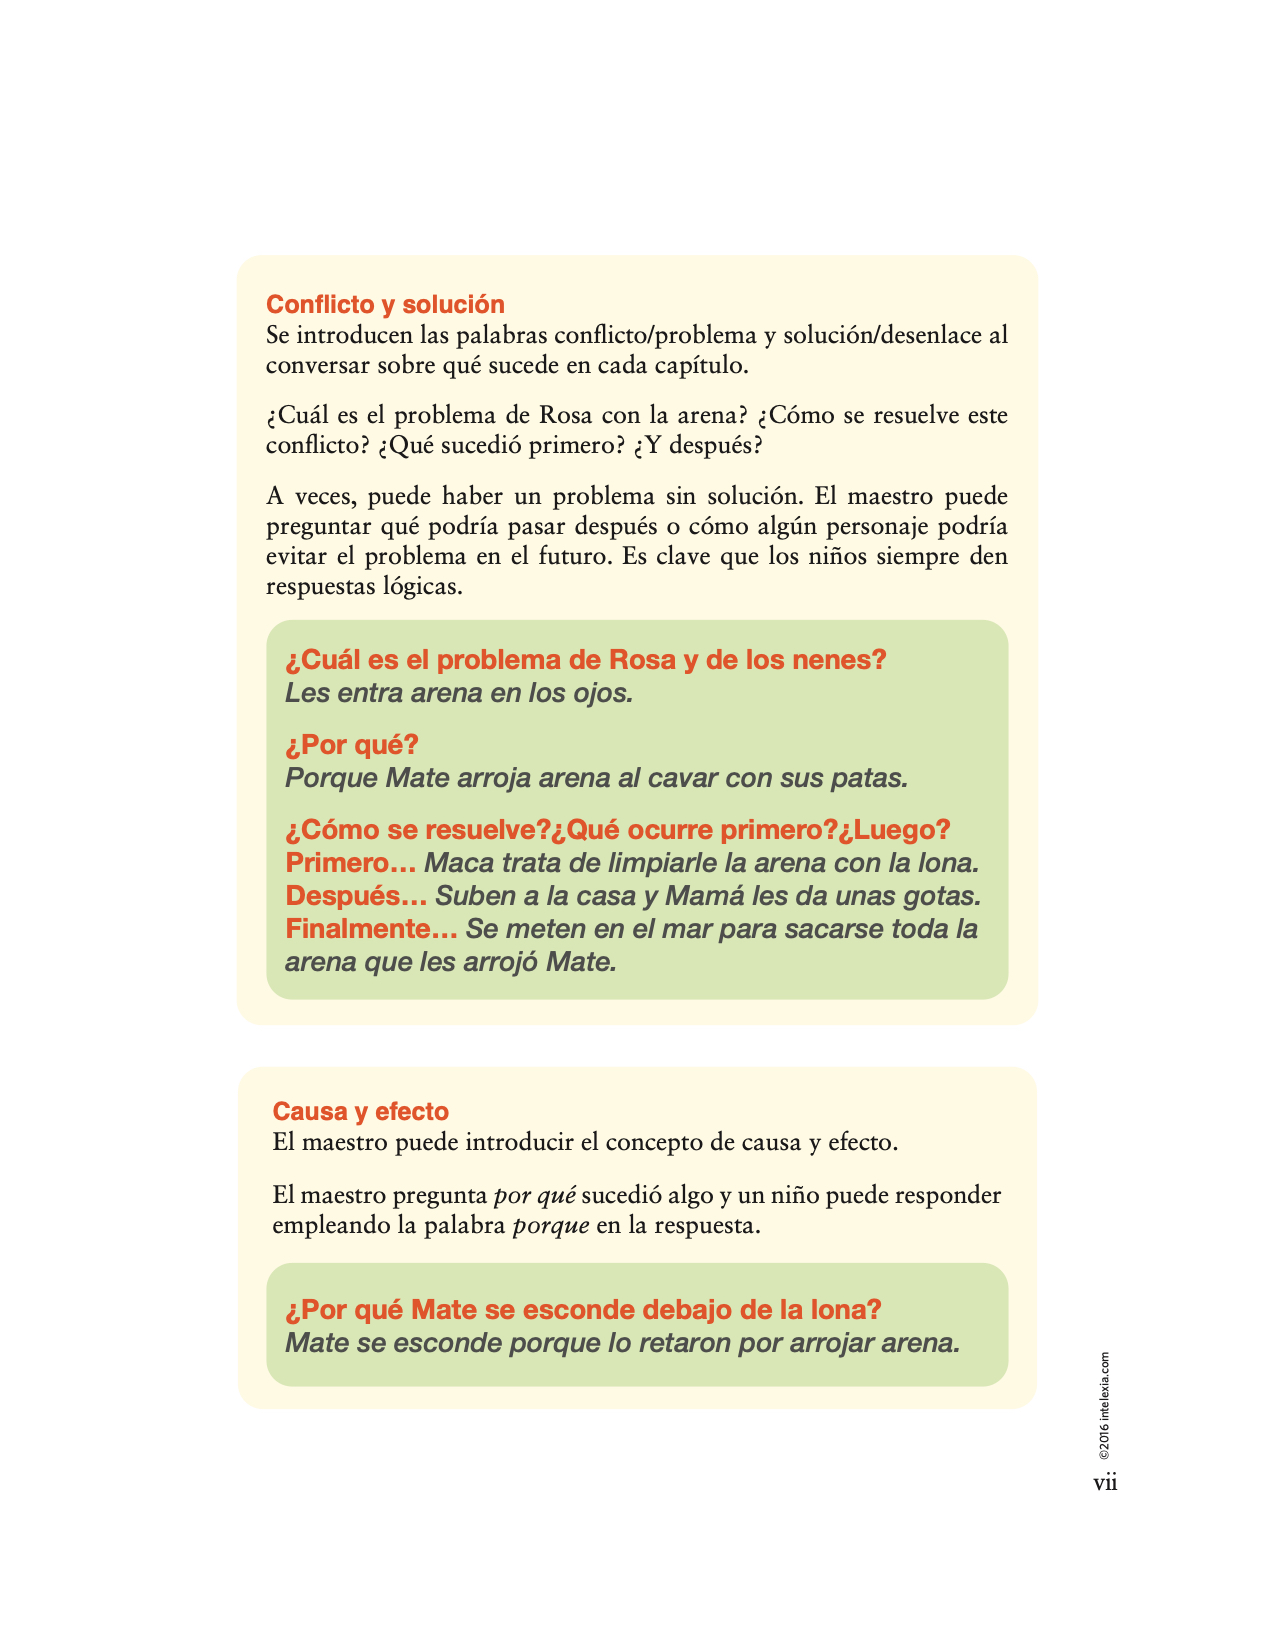 Conflicto y solución
Se introducen las palabras conflicto/problema y solución/desenlace al
conversar sobre qué sucede en cada capítulo.
¿Cuál es el problema de Rosa con la arena? ¿Cómo se resuelve este
conflicto? ¿Qué sucedió primero? ¿Y después?
A veces, puede haber un problema sin solución. El maestro puede
preguntar qué podría pasar después o cómo algún personaje podría
evitar el problema en el futuro. Es clave que los niños siempre den
respuestas lógicas.
¿Cuál es el problema de Rosa y de los nenes?
Les entra arena en los ojos.
¿Por qué?
Porque Mate arroja arena al cavar con sus patas.
¿Cómo se resuelve?¿Qué ocurre primero?¿Luego?
Primero... Maca trata de limpiarle la arena con la lona.
Después... Suben a la casa y Mamá les da unas gotas.
Finalmente... Se meten en el mar para sacarse toda la
arena que les arrojó Mate.
Causa y efecto
El maestro puede introducir el concepto de causa y efecto.
El maestro pregunta por qué sucedió algo y un niño puede responder
empleando la palabra porque en la respuesta.
¿Por qué Mate se esconde debajo de la lona?
Mate se esconde porque lo retaron por arrojar arena.
©2016 intelexia.com
vii